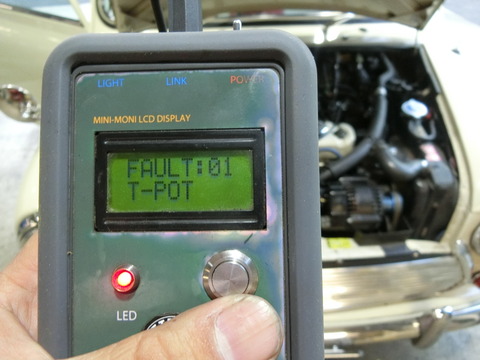 LIGHT LINK POWER
MINI-MONI LCD DISPLAY
FAULT:01
T-POT
LED